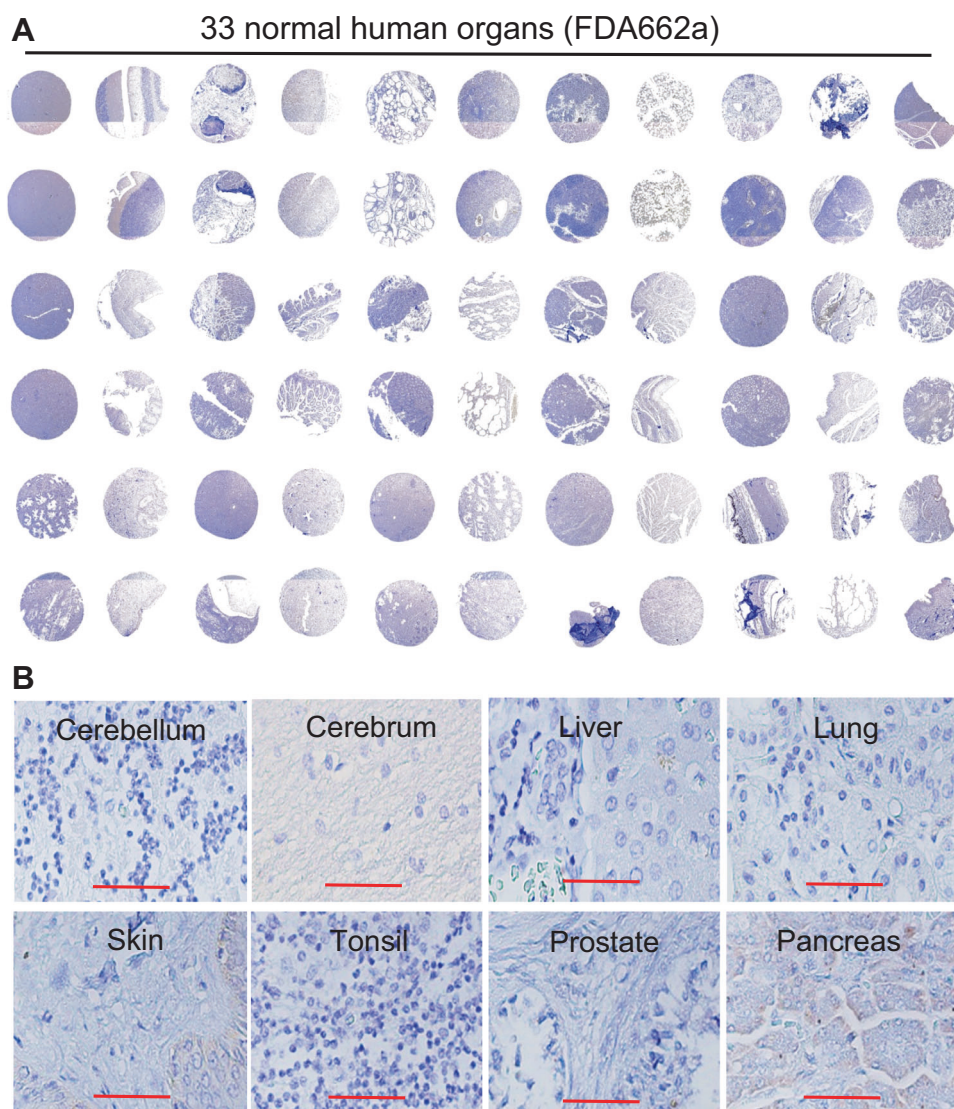 A
33 normal human organs (FDA662a)
B
Cerebellum
Cerebrum
Liver
Lung
Skin
Tonsil
Prostate
Pancreas